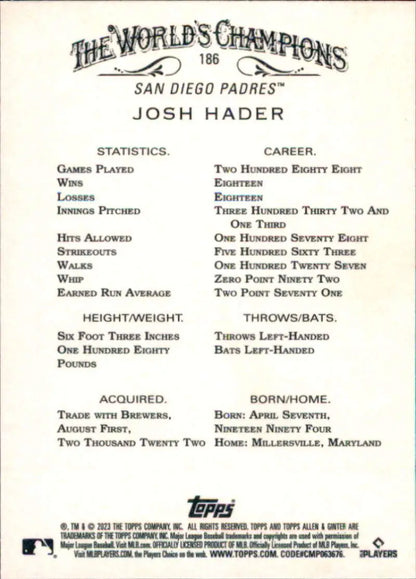 THE WORLD'S CHAMPIONS
186
SAN DIEGO PADRES™
JOSH HADER
STATISTICS. CAREER.
GAMES PLAYED TWO HUNDRED EIGHTY EIGHT
WINS EIGHTEEN
LOSSES EIGHTEEN
INNINGS PITCHED THREE HUNDRED THIRTY TWO AND
ONE THIRD
HITS ALLOWED ONE HUNDRED SEVENTY EIGHT
STRIKEOUTS FIVE HUNDRED SIXTY THREE
WALKS ONE HUNDRED TWENTY SEVEN
WHIP ZERO POINT NINETY TWO
EARNED RUN AVERAGE TWO POINT SEVENTY ONE
HEIGHT/WEIGHT. THROWS/BATS.
SIX FOOT THREE INCHES THROWS LEFT-HANDED
ONE HUNDRED EIGHTY BATS LEFT-HANDED
POUNDS
ACQUIRED. BORN/HOME.
TRADE WITH BREWERS, BORN: APRIL SEVENTH,
AUGUST FIRST, NINETEEN NINETY FOUR
TWO THOUSAND TWENTY TWO HOME: MILLERSVILLE, MARYLAND
Topps
®, TM & © 2023 THE TOPPS COMPANY, INC. ALL RIGHTS RESERVED. TOPPS AND TOPPS ALLEN & GINTER ARE
TRADEMARKS OF THE TOPPS COMPANY, INC. Major League Baseball trademarks and copyrights are used with permission of
Major League Baseball. Visit MLB.com. OFFICIALLY LICENSED PRODUCT OF MLB. Officially Licensed Product of MLB Players, Inc.
Visit MLBPLAYERS.COM, the Players Choice on the web. WWW.TOPPS.COM. CODE#CMP063676.
PLAYERS